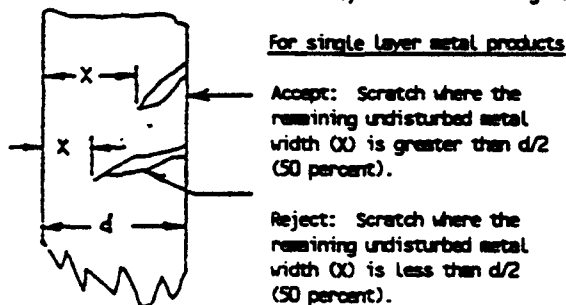 For single layer metal products
X
Accept: Scratch where the
remaining undisturbed metal
width (X) is greater than d/2
(50 percent).
X
d
Reject: Scratch where the
remaining undisturbed metal
width (X) is less than d/2
(50 percent).